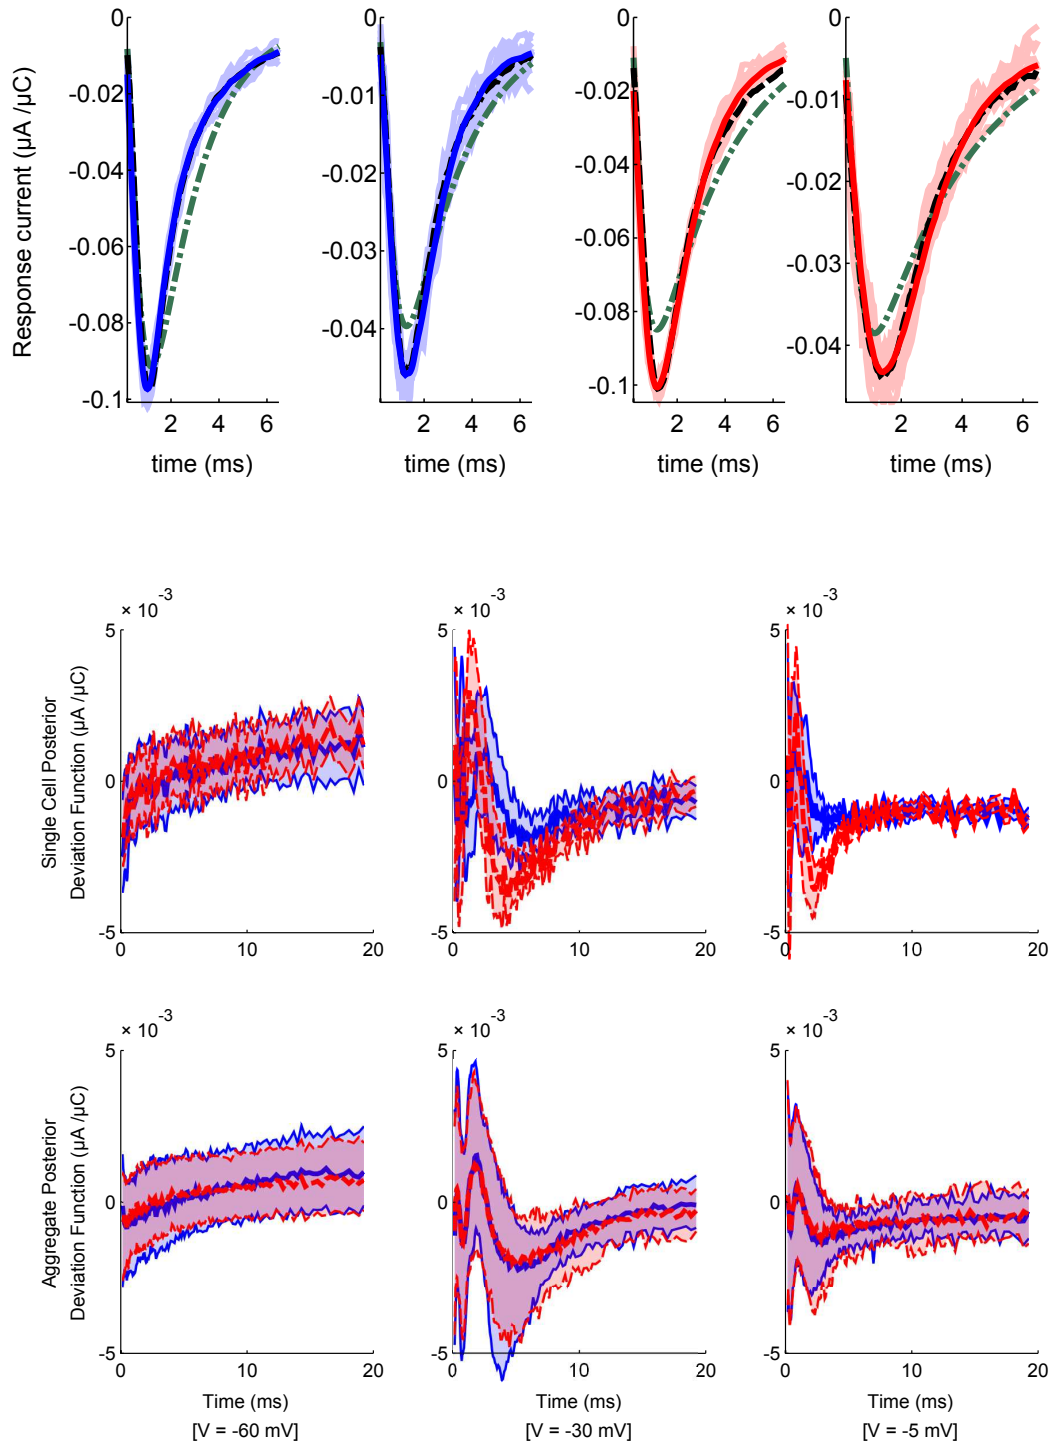 Response current (µA /µC)
0
-0.02
-0.04
-0.06
-0.08
-0.1
2 4 6
time (ms)
0
-0.01
-0.02
-0.03
-0.04
2 4 6
time (ms)
0
-0.02
-0.04
-0.06
-0.08
-0.1
2 4 6
time (ms)
0
-0.01
-0.02
-0.03
-0.04
2 4 6
time (ms)
Single Cell Posterior
Deviation Function (µA /µC)
× 10⁻³
5
0
-5
0 10 20
× 10⁻³
5
0
-5
0 10 20
× 10⁻³
5
0
-5
0 10 20
Aggregate Posterior
Deviation Function (µA /µC)
× 10⁻³
5
0
-5
0 10 20
Time (ms)
[V = -60 mV]
× 10⁻³
5
0
-5
0 10 20
Time (ms)
[V = -30 mV]
× 10⁻³
5
0
-5
0 10 20
Time (ms)
[V = -5 mV]